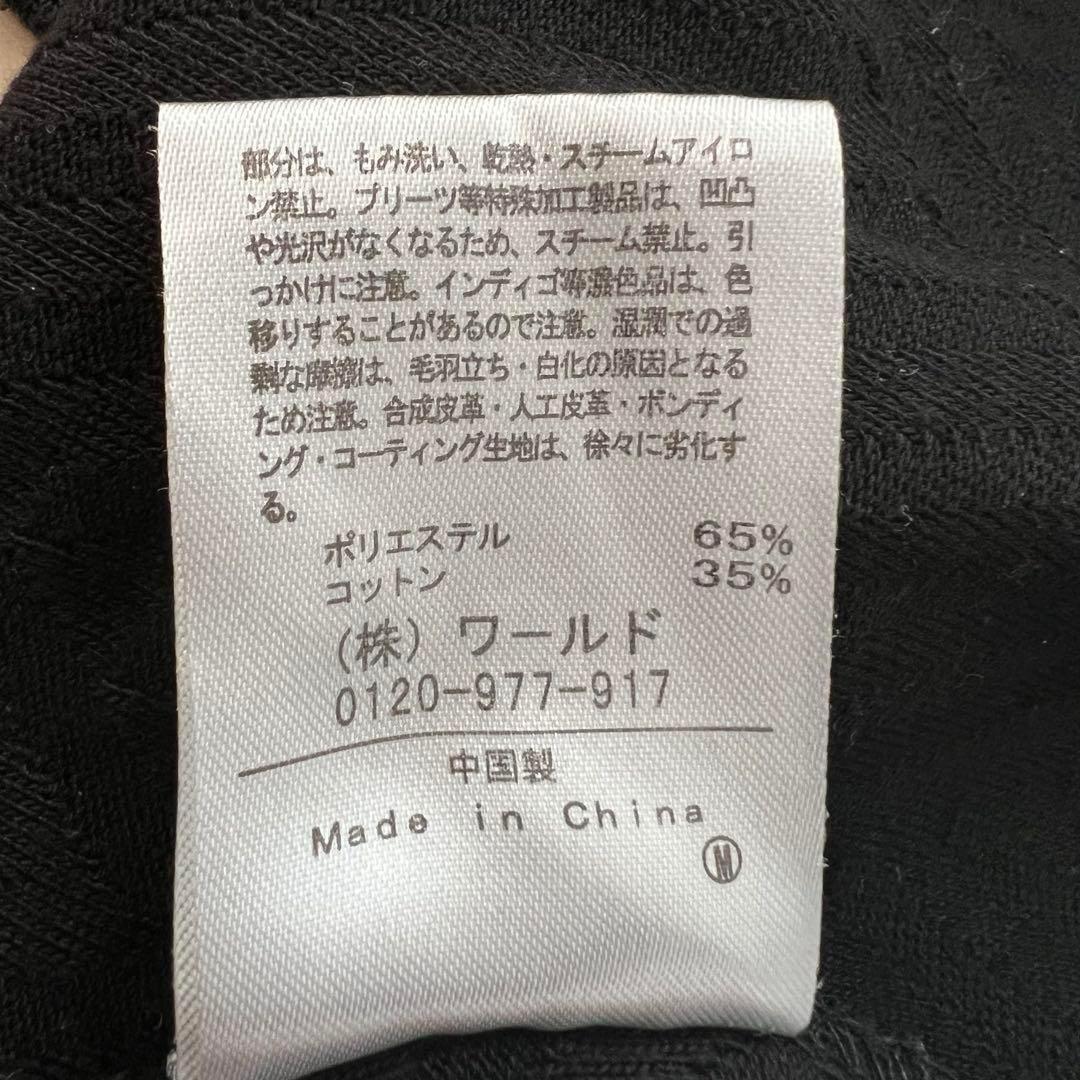 部分は、もみ洗い、乾熱・スチームアイロ
ン禁止。プリーツ等特殊加工製品は、凹凸
や光沢がなくなるため、スチーム禁止。引
っかけに注意。インディゴ等濃色品は、色
移りすることがあるので注意。湿潤での過
剰な摩擦は、毛羽立ち・白化の原因となる
ため注意。合成皮革・人工皮革・ボンディ
ング・コーティング生地は、徐々に劣化す
る。
ポリエステル 65%
コットン 35%
(株) ワールド
0120-977-917
中国製
Made in China
M